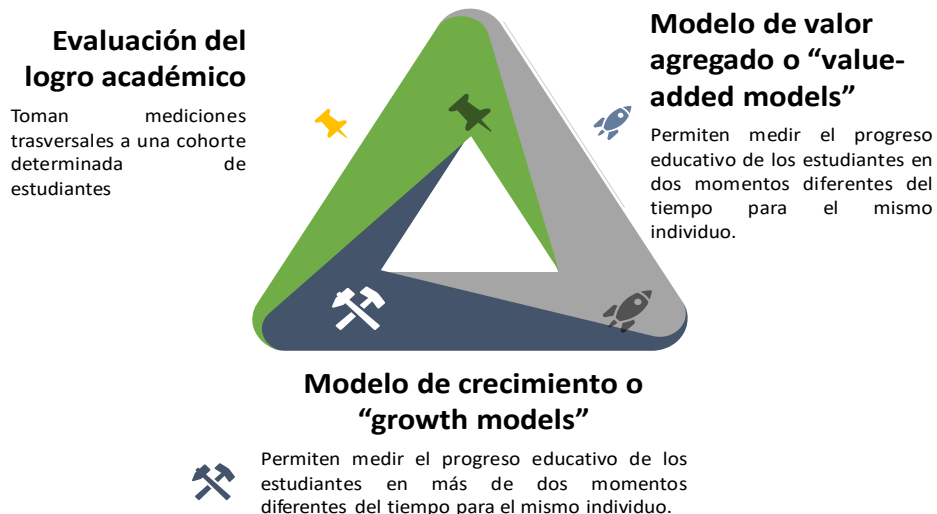 Evaluación del
logro académico
Toman mediciones
trasversales a una cohorte
determinada de
estudiantes
Modelo de valor
agregado o “value-
added models”
Permiten medir el progreso
educativo de los estudiantes en
dos momentos diferentes del
tiempo para el mismo
individuo.
Modelo de crecimiento o
“growth models”
Permiten medir el progreso educativo de los
estudiantes en más de dos momentos
diferentes del tiempo para el mismo individuo.